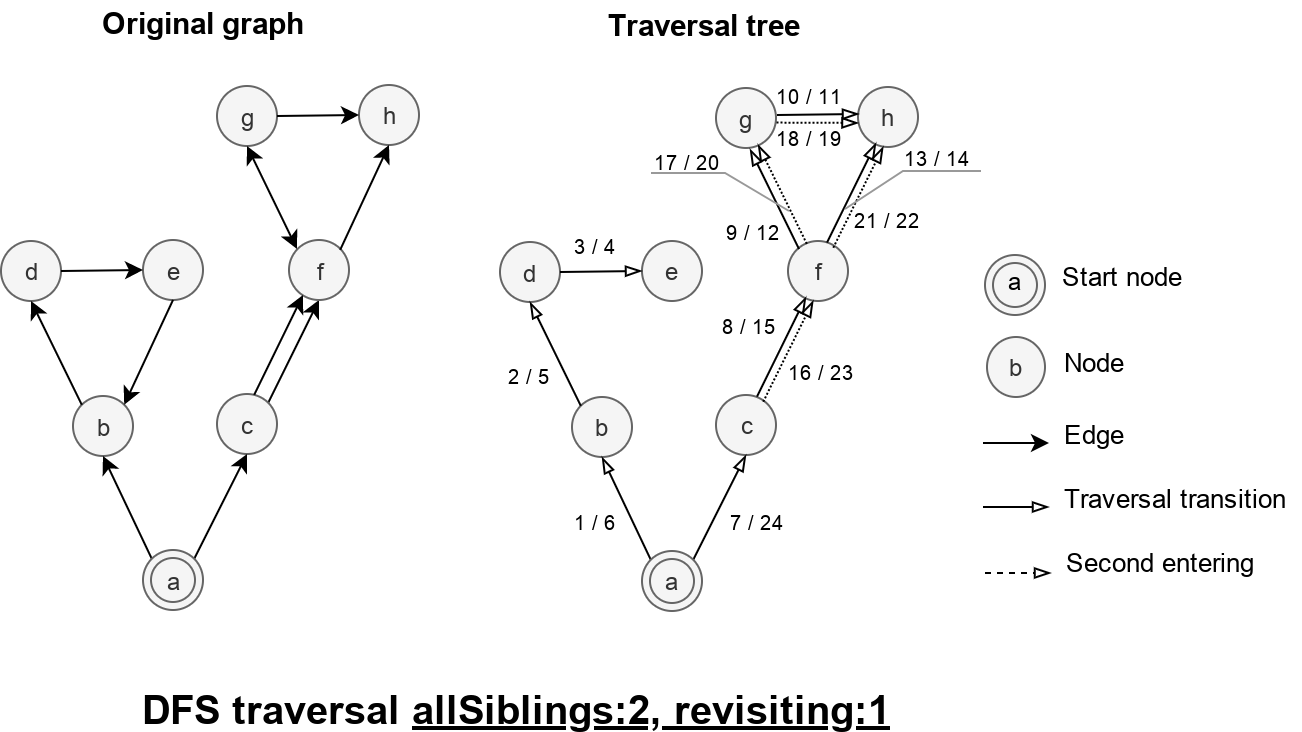 Original graph
Traversal tree
g
h
d
e
f
b
c
a
10 / 11
g
h
18 / 19
17 / 20
13 / 14
9 / 12
21 / 22
3 / 4
d
e
f
8 / 15
2 / 5
16 / 23
b
c
1 / 6
7 / 24
a
a Start node
b Node
Edge
Traversal transition
Second entering
DFS traversal allSiblings:2, revisiting:1